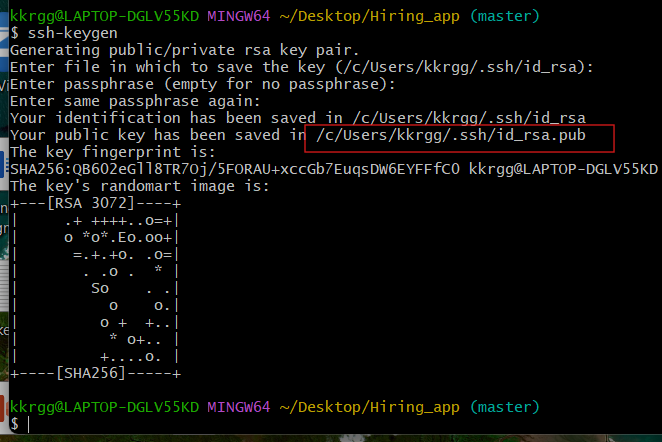 kkrgg@LAPTOP-DGLV55KD MINGW64 ~/Desktop/Hiring_app (master)
$ ssh-keygen
Generating public/private rsa key pair.
Enter file in which to save the key (/c/Users/kkrgg/.ssh/id_rsa):
Enter passphrase (empty for no passphrase):
Enter same passphrase again:
Your identification has been saved in /c/Users/kkrgg/.ssh/id_rsa
Your public key has been saved in /c/Users/kkrgg/.ssh/id_rsa.pub
The key fingerprint is:
SHA256:QB6O2eGll8TR7Oj/5FORAU+xccGb7EuqsDW6EYFFfC0 kkrgg@LAPTOP-DGLV55KD
The key's randomart image is:
+---[RSA 3072]----+
|     .+ ++++..o=+|
|     o *o*.Eo.oo+|
|      =.+.+o. .o=|
|       . .o .  * |
|        So    . .|
|          o    o.|
|         o +  +..|
|          * o+.. |
|         +....o. |
+----[SHA256]-----+
kkrgg@LAPTOP-DGLV55KD MINGW64 ~/Desktop/Hiring_app (master)
$